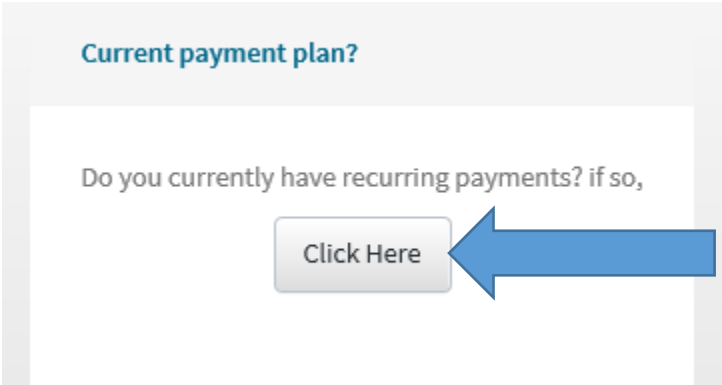 Current payment plan?
Do you currently have recurring payments? if so,
Click Here